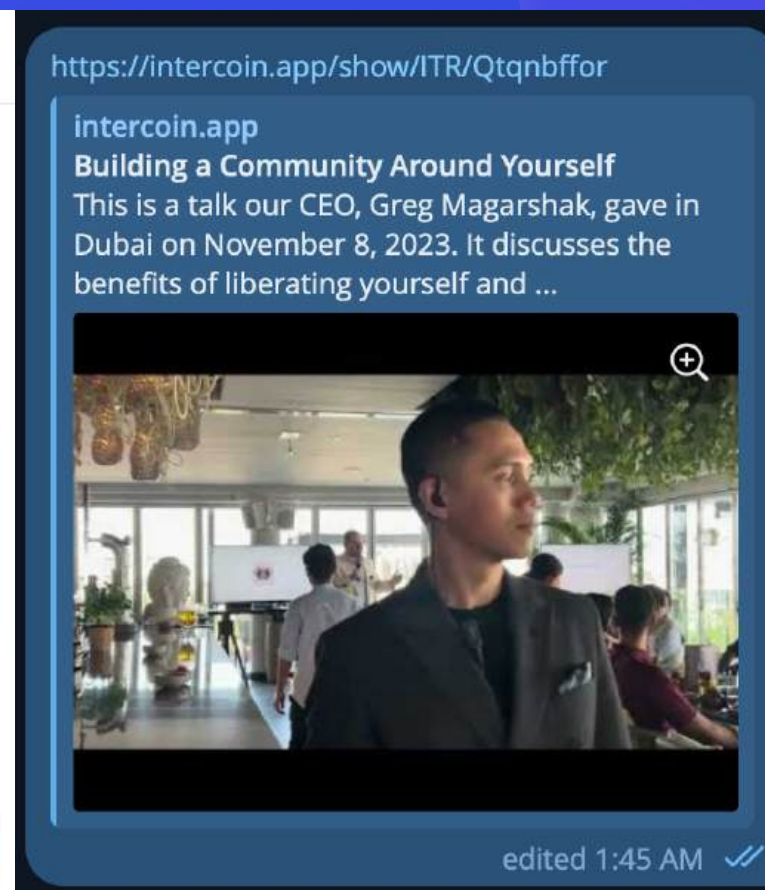 https://intercoin.app/show/ITR/Qtqnbffor
intercoin.app
Building a Community Around Yourself
This is a talk our CEO, Greg Magarshak, gave in
Dubai on November 8, 2023. It discusses the
benefits of liberating yourself and ...
edited 1:45 AM